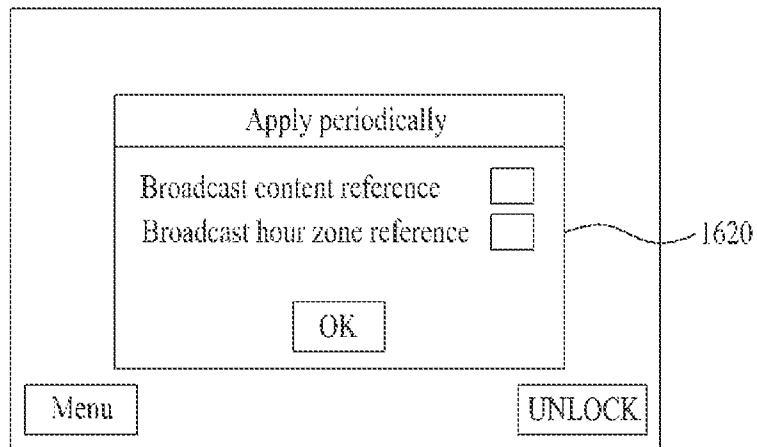 Apply periodically
Broadcast content reference
Broadcast hour zone reference
1620
OK
Menu
UNLOCK